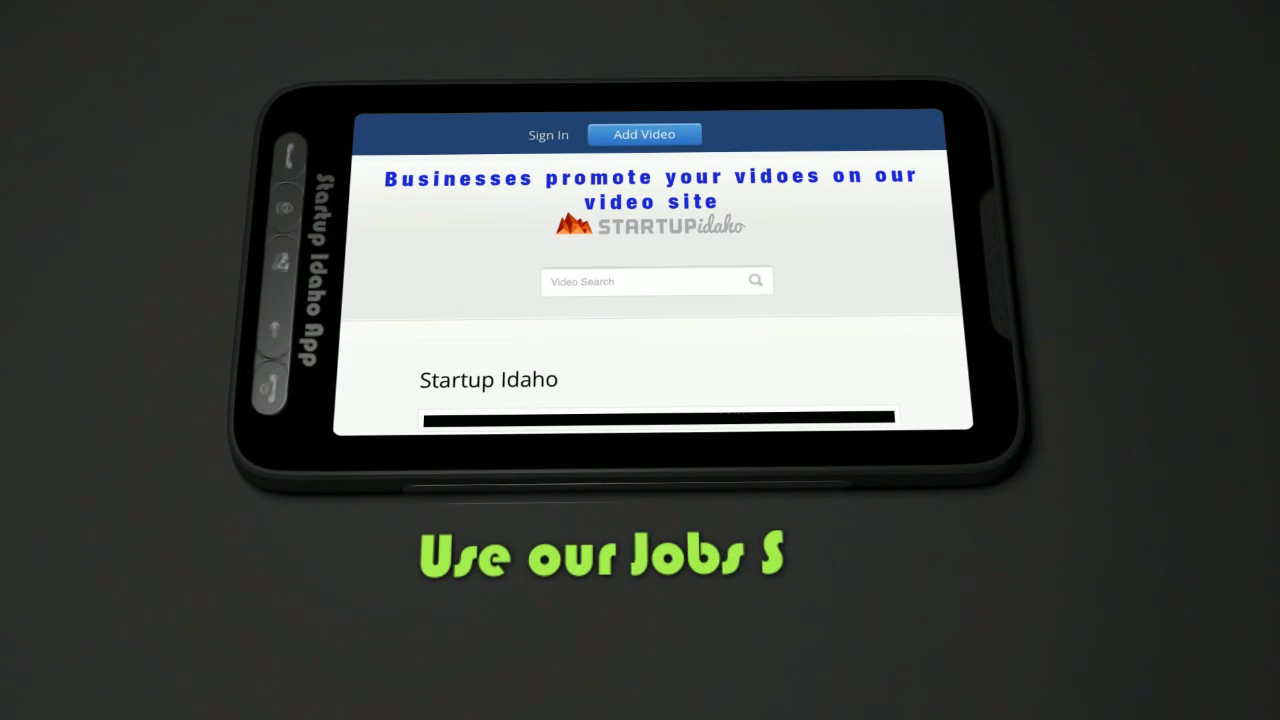 Sign In
Add Video
Businesses promote your vidoes on our
video site
STARTUPidaho
Video Search
Startup Idaho
Startup Idaho App
Use our Jobs S